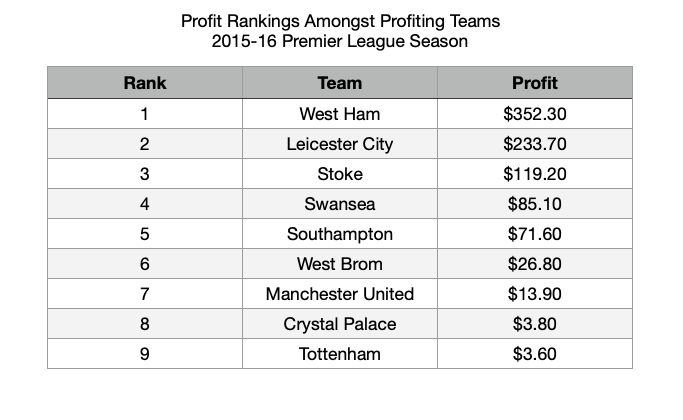 Profit Rankings Amongst Profiting Teams
2015-16 Premier League Season
Rank Team Profit
1 West Ham $352.30
2 Leicester City $233.70
3 Stoke $119.20
4 Swansea $85.10
5 Southampton $71.60
6 West Brom $26.80
7 Manchester United $13.90
8 Crystal Palace $3.80
9 Tottenham $3.60